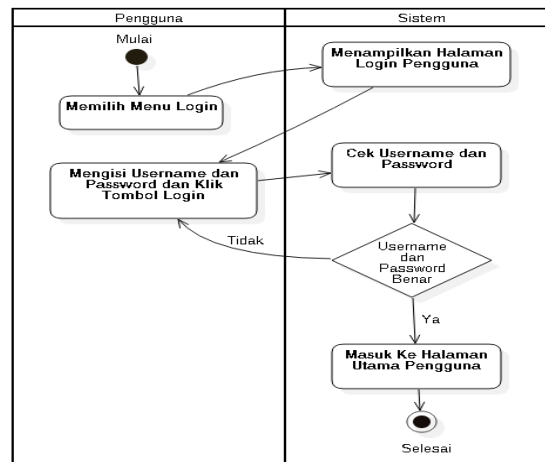 Pengguna
Sistem
Mulai
Menampilkan Halaman
Login Pengguna
Memilih Menu Login
Mengisi Username dan
Password dan Klik
Tombol Login
Cek Username dan
Password
Tidak
Username
dan
Password
Benar
Ya
Masuk Ke Halaman
Utama Pengguna
Selesai